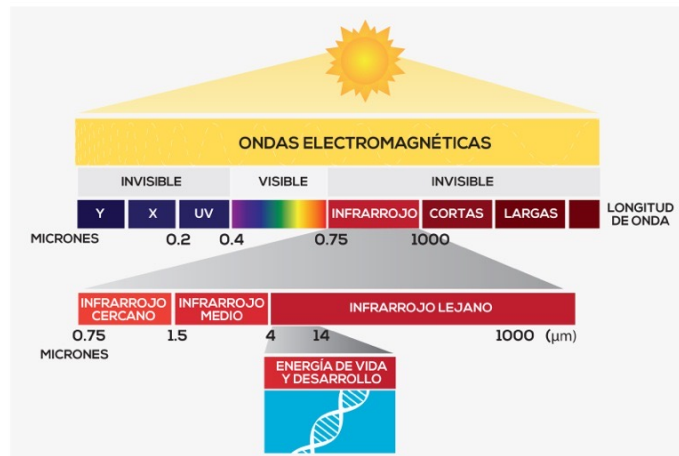 ONDAS ELECTROMAGNÉTICAS
INVISIBLE VISIBLE INVISIBLE
Y X UV INFRARROJO CORTAS LARGAS LONGITUD
DE ONDA
MICRONES 0.2 0.4 0.75 1000
INFRARROJO
CERCANO
INFRARROJO
MEDIO
INFRARROJO LEJANO
0.75 1.5 4 14 1000 (μm)
MICRONES
ENERGÍA DE VIDA
Y DESARROLLO